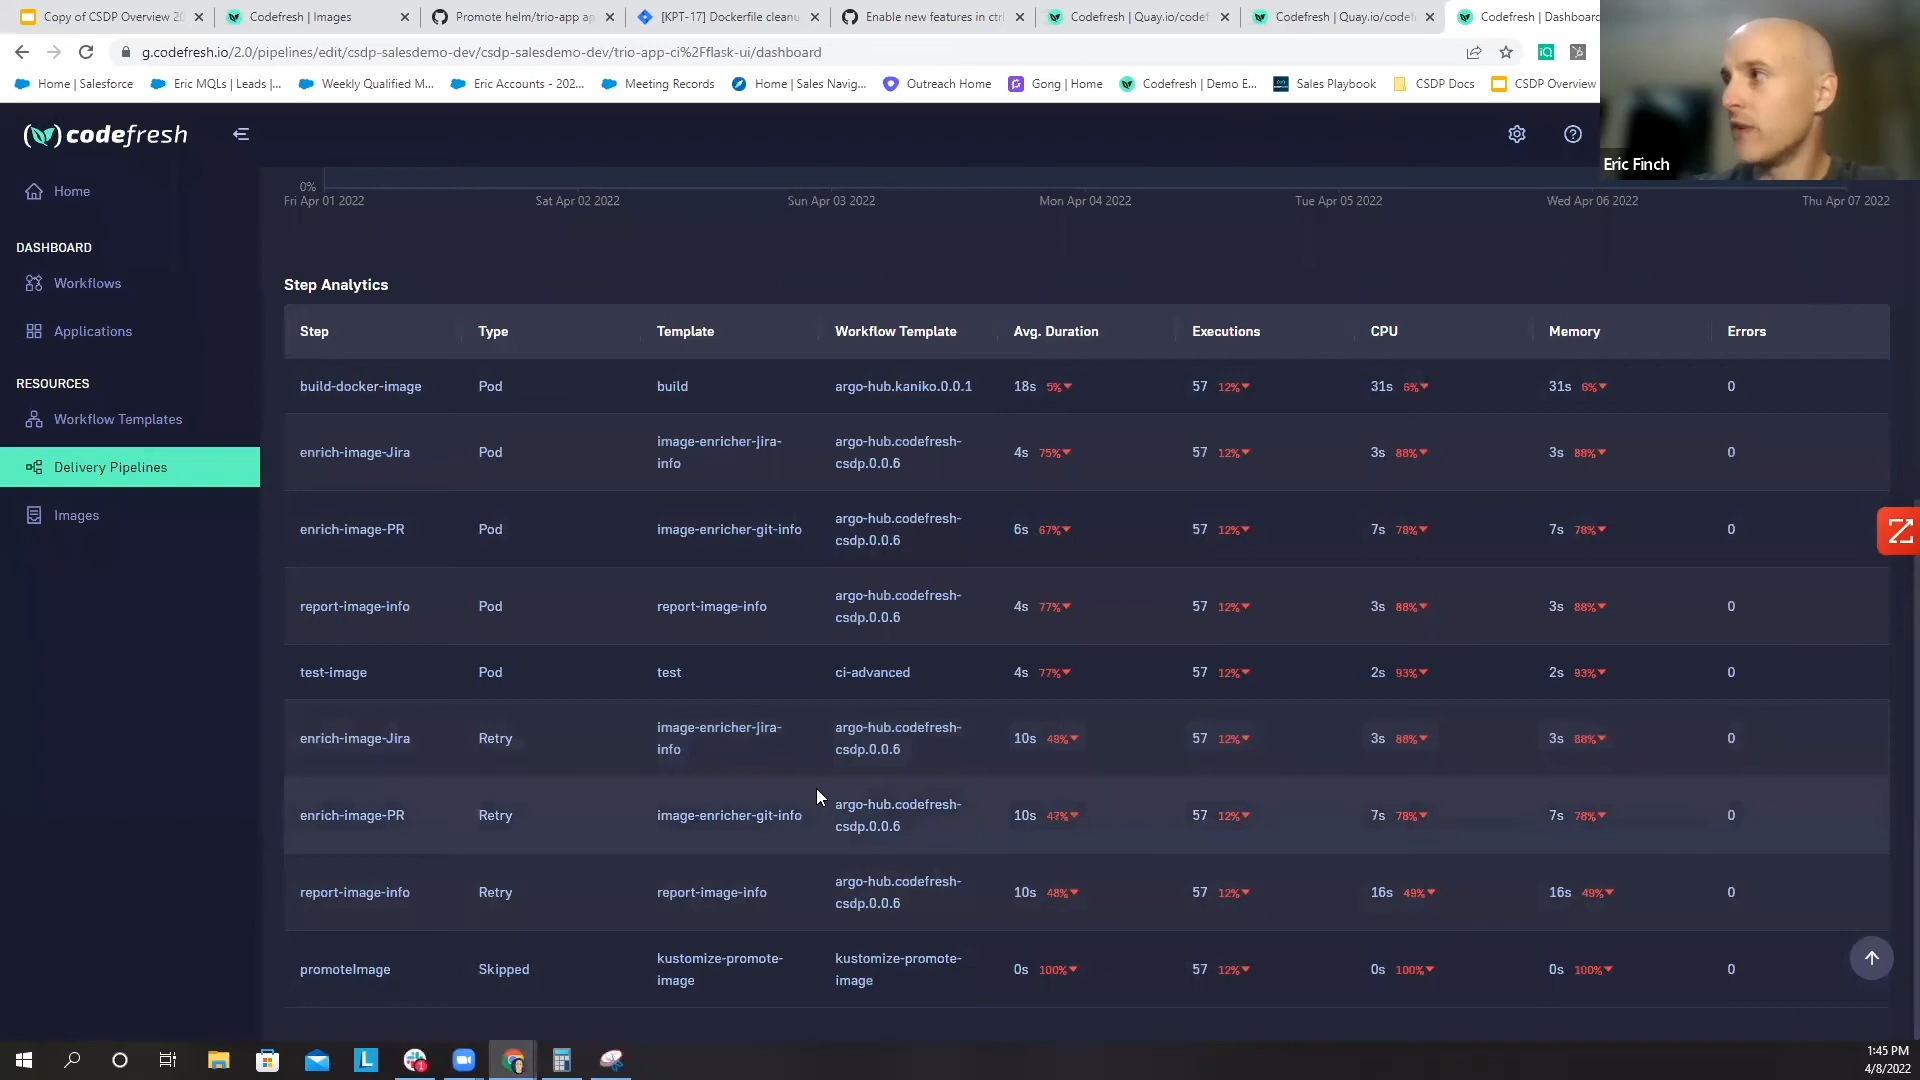 Copy of CSDP Overview 20
Codefresh | Images
Promote helm/trio-app ap
[KPT-17] Dockerfile cleanu
Enable new features in ctrl
Codefresh | Quay.io/codef
Codefresh | Quay.io/codef
Codefresh | Dashboard
g.codefresh.io/2.0/pipelines/edit/csdp-salesdemo-dev/csdp-salesdemo-dev/trio-app-ci%2Fflask-ui/dashboard
Home | Salesforce
Eric MQLs | Leads |...
Weekly Qualified M...
Eric Accounts - 202...
Meeting Records
Home | Sales Navig...
Outreach Home
Gong | Home
Codefresh | Demo E...
Sales Playbook
CSDP Docs
CSDP Overview
codefresh
Eric Finch
Home
DASHBOARD
Workflows
Applications
RESOURCES
Workflow Templates
Delivery Pipelines
Images
0%
Fri Apr 01 2022 Sat Apr 02 2022 Sun Apr 03 2022 Mon Apr 04 2022 Tue Apr 05 2022 Wed Apr 06 2022 Thu Apr 07 2022
Step Analytics
Step Type Template Workflow Template Avg. Duration Executions CPU Memory Errors
build-docker-image Pod build argo-hub.kaniko.0.0.1 18s 5% 57 12% 31s 6% 31s 6% 0
enrich-image-Jira Pod image-enricher-jira-info argo-hub.codefresh-csdp.0.0.6 4s 75% 57 12% 3s 88% 3s 88% 0
enrich-image-PR Pod image-enricher-git-info argo-hub.codefresh-csdp.0.0.6 6s 67% 57 12% 7s 78% 7s 78% 0
report-image-info Pod report-image-info argo-hub.codefresh-csdp.0.0.6 4s 77% 57 12% 3s 88% 3s 88% 0
test-image Pod test ci-advanced 4s 77% 57 12% 2s 93% 2s 93% 0
enrich-image-Jira Retry image-enricher-jira-info argo-hub.codefresh-csdp.0.0.6 10s 49% 57 12% 3s 88% 3s 88% 0
enrich-image-PR Retry image-enricher-git-info argo-hub.codefresh-csdp.0.0.6 10s 47% 57 12% 7s 78% 7s 78% 0
report-image-info Retry report-image-info argo-hub.codefresh-csdp.0.0.6 10s 48% 57 12% 16s 49% 16s 49% 0
promoteImage Skipped kustomize-promote-image kustomize-promote-image 0s 100% 57 12% 0s 100% 0s 100% 0
1:45 PM
4/8/2022